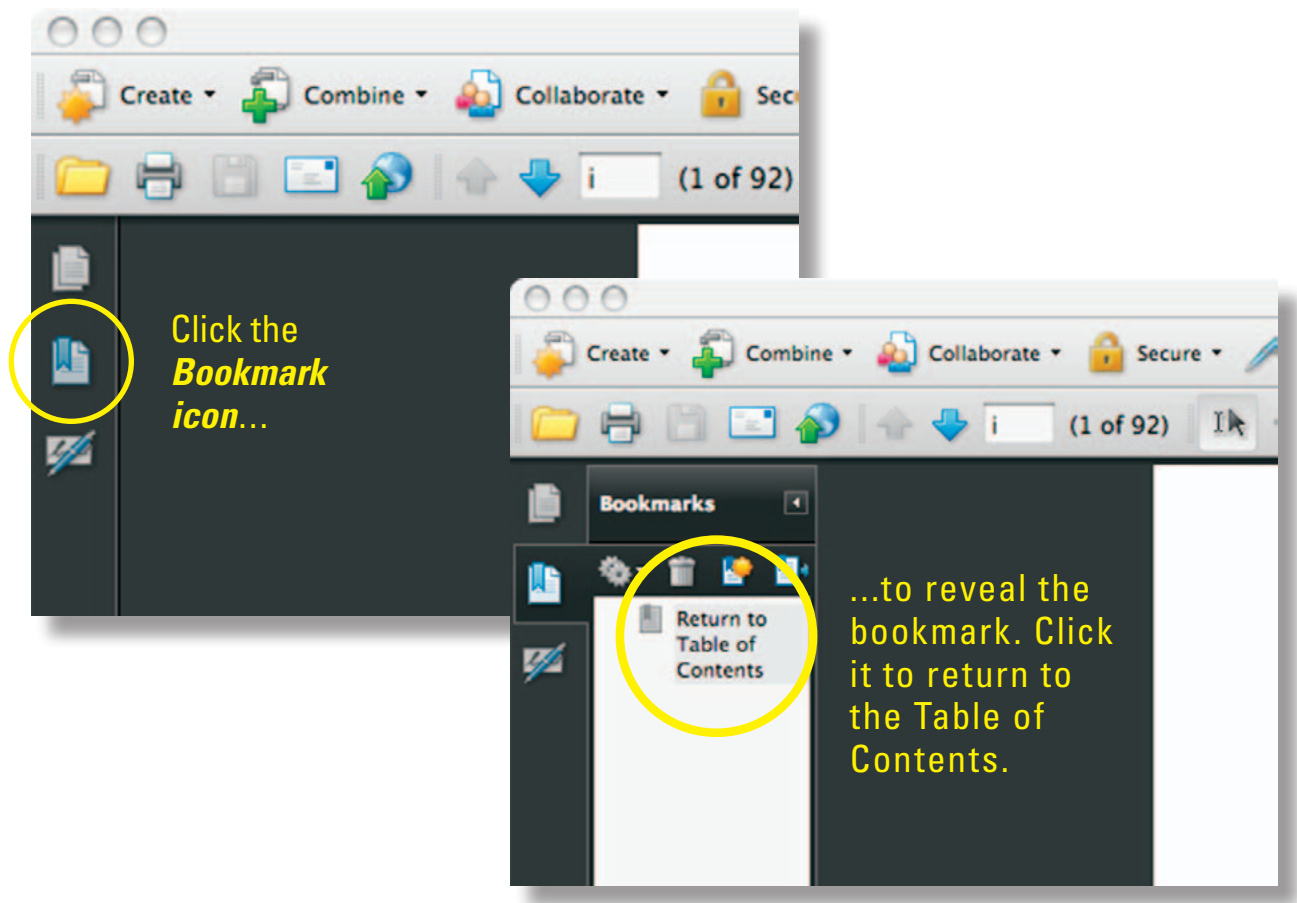 Create Combine Collaborate
i (1 of 92)
Click the
Bookmark
icon...
Create Combine Collaborate Secure
i (1 of 92)
Bookmarks
Return to
Table of
Contents
...to reveal the
bookmark. Click
it to return to
the Table of
Contents.